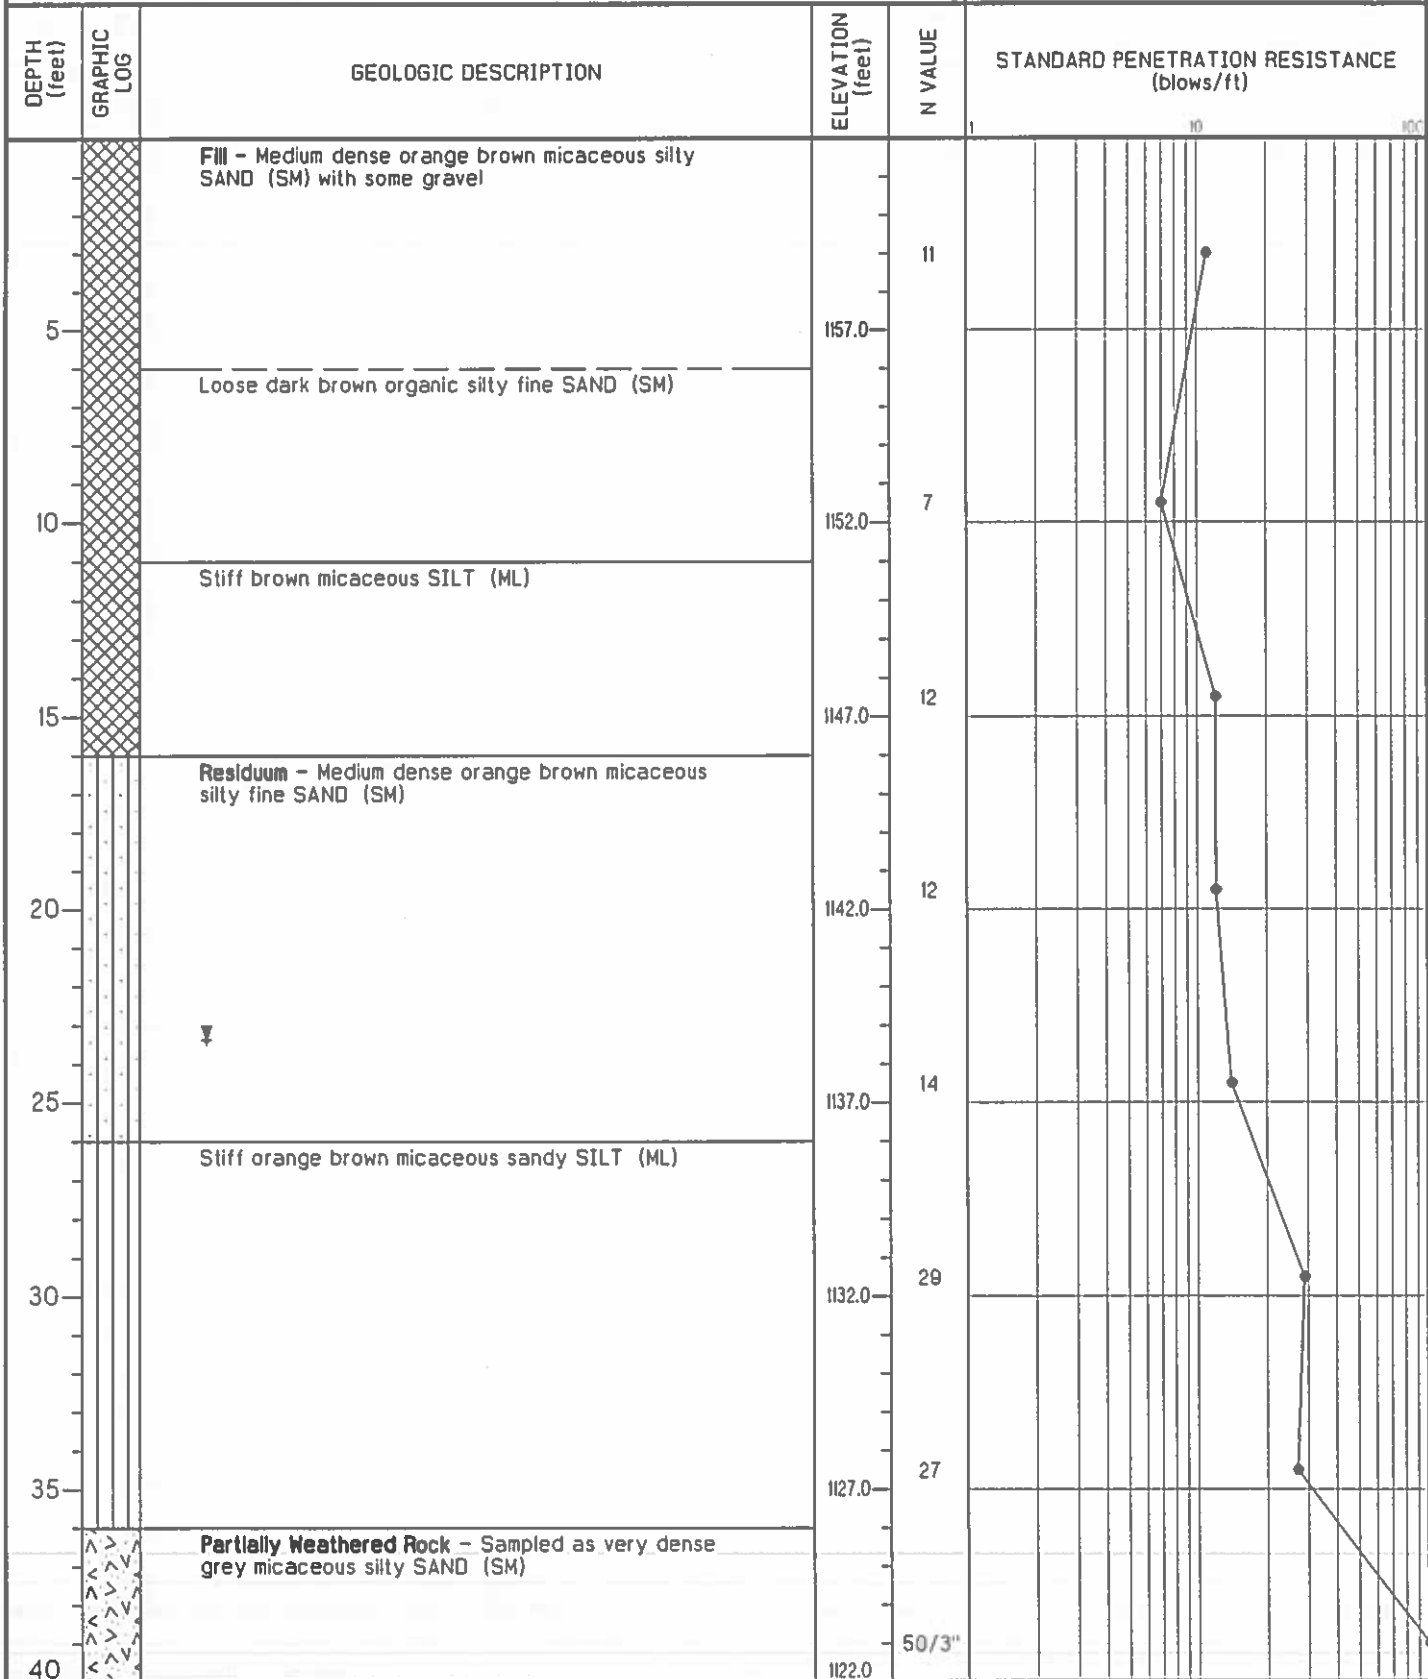 DEPTH
(feet)
GRAPHIC
LOG
GEOLOGIC DESCRIPTION
ELEVATION
(feet)
N VALUE
STANDARD PENETRATION RESISTANCE
(blows/ft)
1 10 100
Fill - Medium dense orange brown micaceous silty
SAND (SM) with some gravel
11
5 1157.0
Loose dark brown organic silty fine SAND (SM)
7
10 1152.0
Stiff brown micaceous SILT (ML)
12
15 1147.0
Residuum - Medium dense orange brown micaceous
silty fine SAND (SM)
12
20 1142.0
14
25 1137.0
Stiff orange brown micaceous sandy SILT (ML)
29
30 1132.0
27
35 1127.0
Partially Weathered Rock - Sampled as very dense
grey micaceous silty SAND (SM)
50/3"
40 1122.0